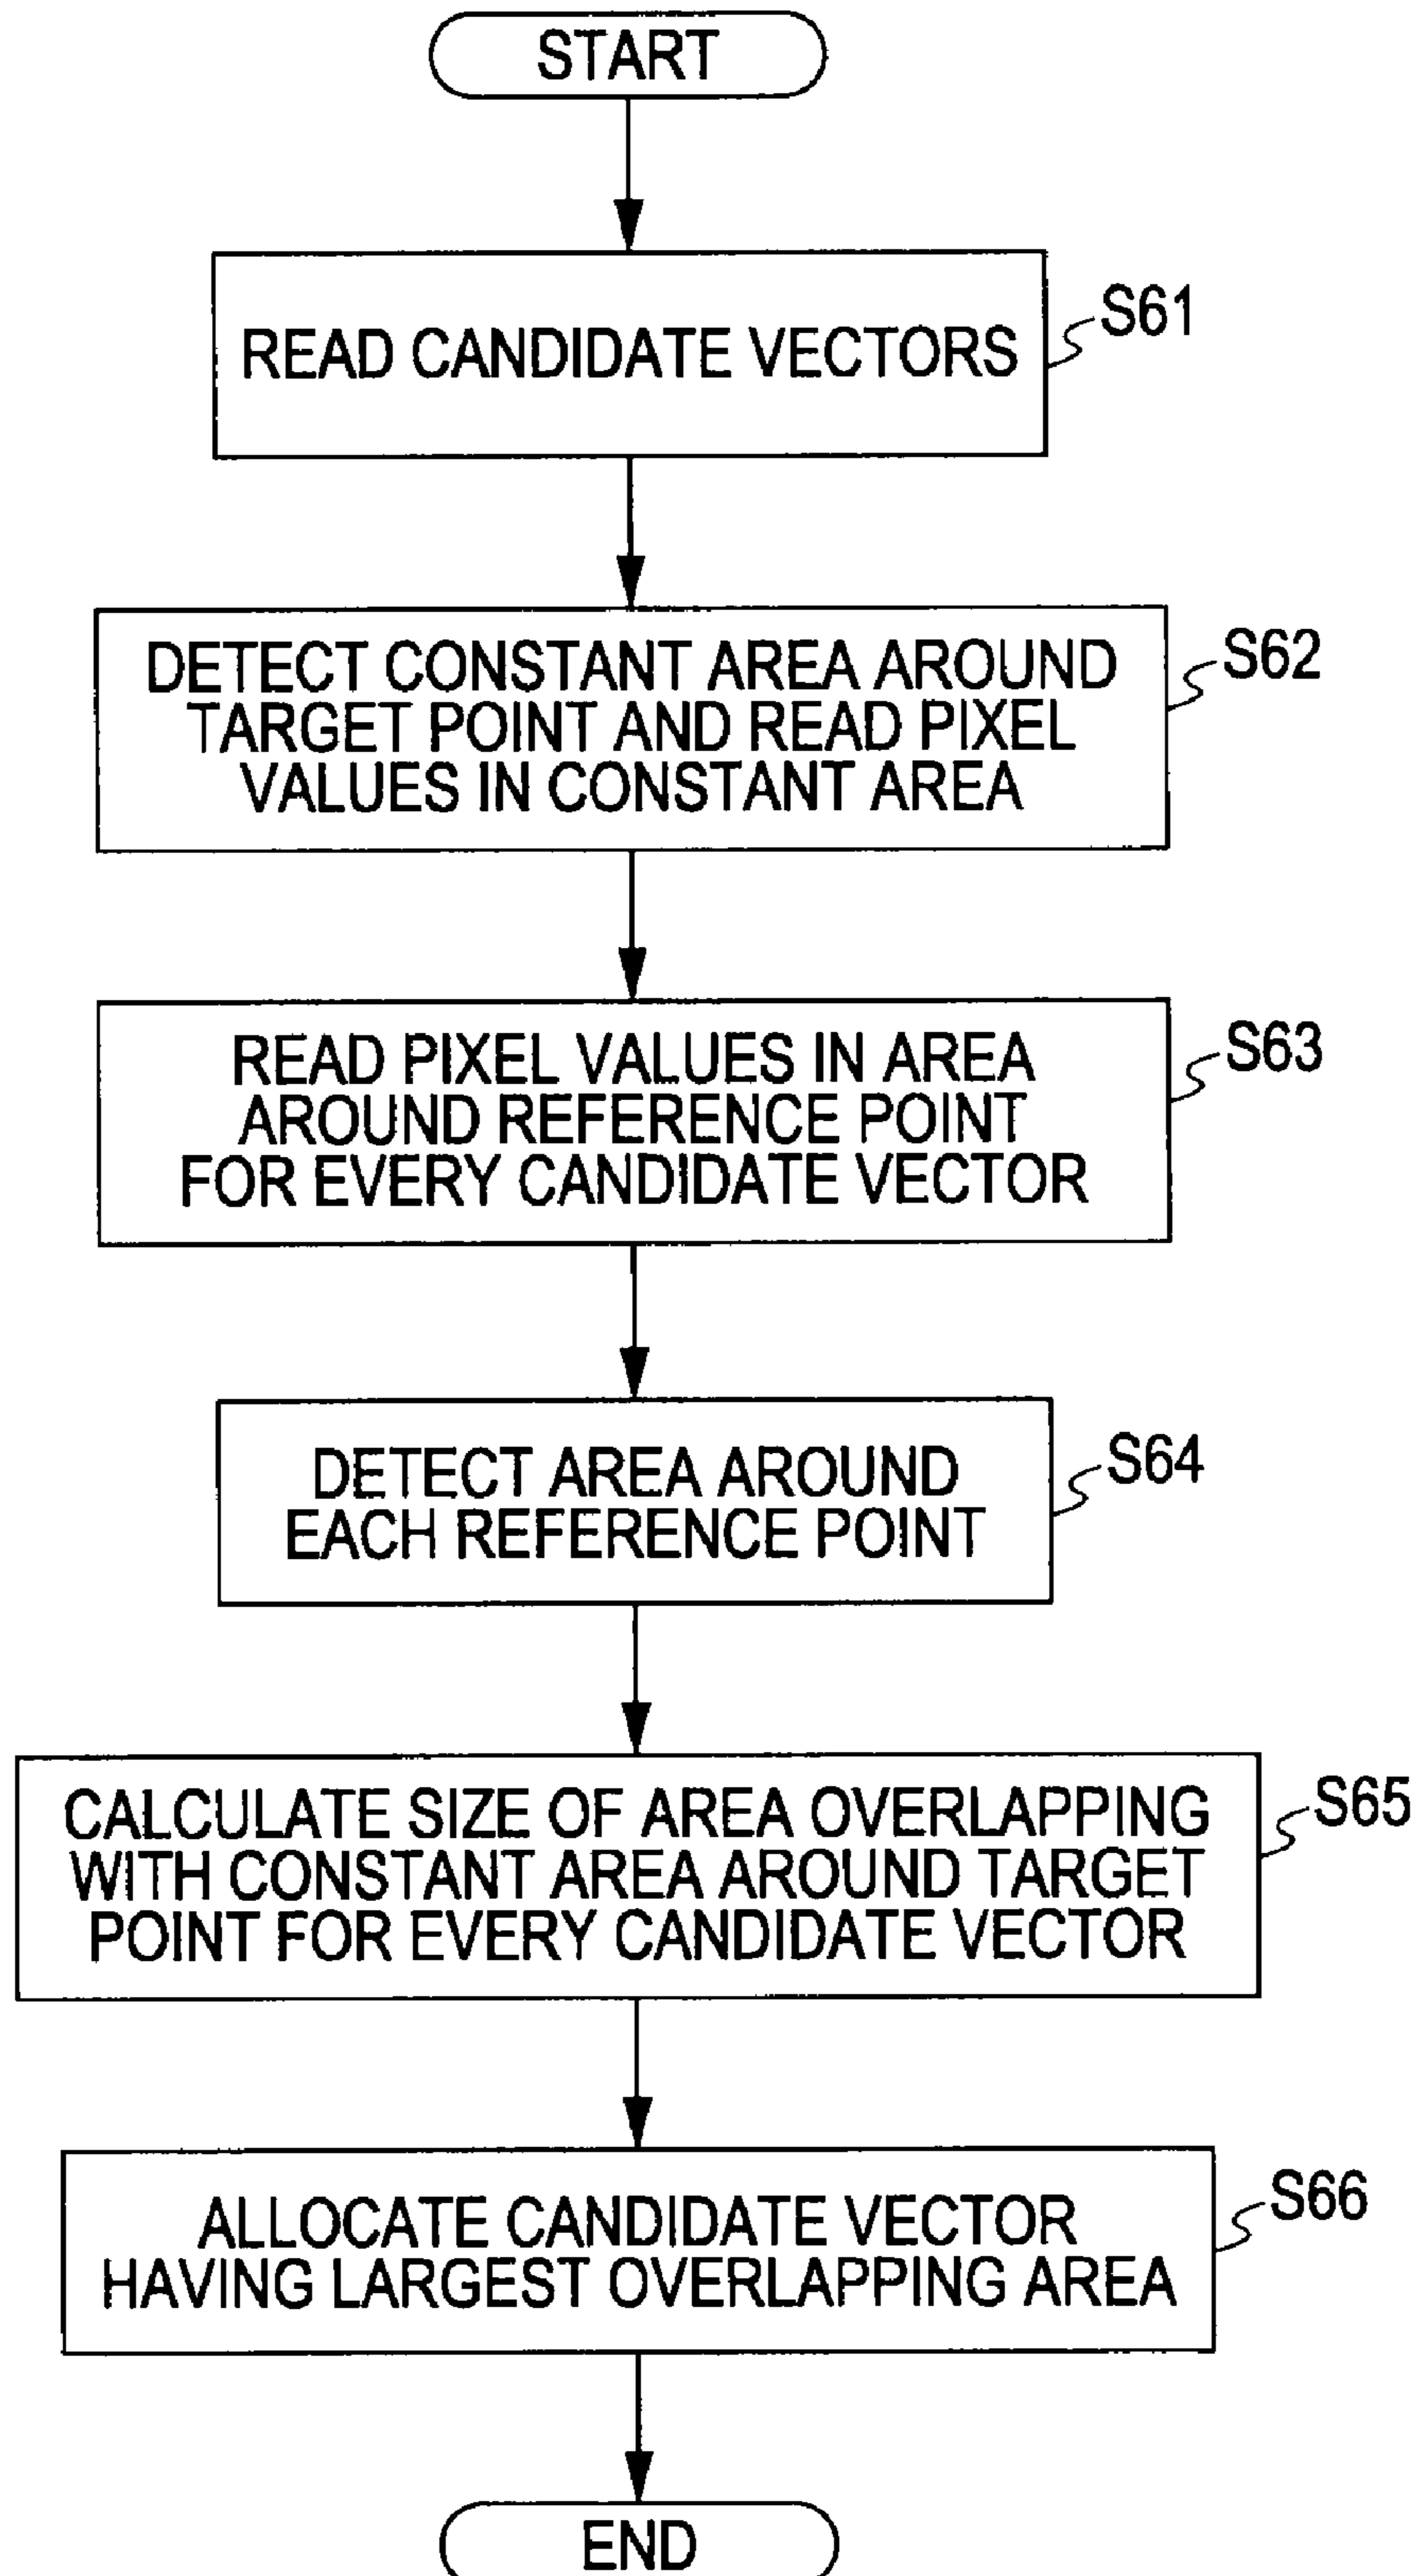 START
READ CANDIDATE VECTORS
S61
DETECT CONSTANT AREA AROUND
TARGET POINT AND READ PIXEL
VALUES IN CONSTANT AREA
S62
READ PIXEL VALUES IN AREA
AROUND REFERENCE POINT
FOR EVERY CANDIDATE VECTOR
S63
DETECT AREA AROUND
EACH REFERENCE POINT
S64
CALCULATE SIZE OF AREA OVERLAPPING
WITH CONSTANT AREA AROUND TARGET
POINT FOR EVERY CANDIDATE VECTOR
S65
ALLOCATE CANDIDATE VECTOR
HAVING LARGEST OVERLAPPING AREA
S66
END